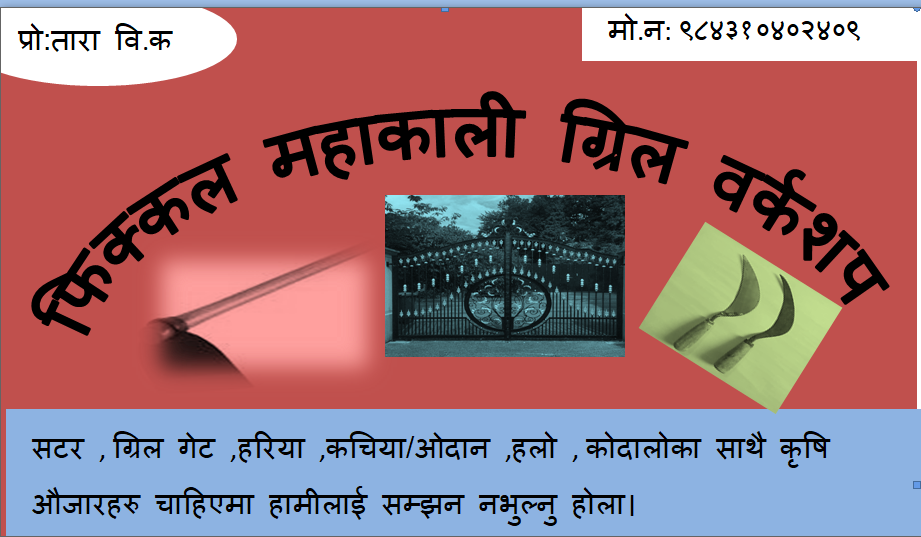 प्रो:तारा वि.क
मो.न: ९८४३१०४०२४०९
फिक्कल महाकाली ग्रिल वर्कशप
सटर , ग्रिल गेट ,हरिया ,कचिया/ओदान ,हलो , कोदालोका साथै कृषि
औजारहरु चाहिएमा हामीलाई सम्झन नभुल्नु होला।